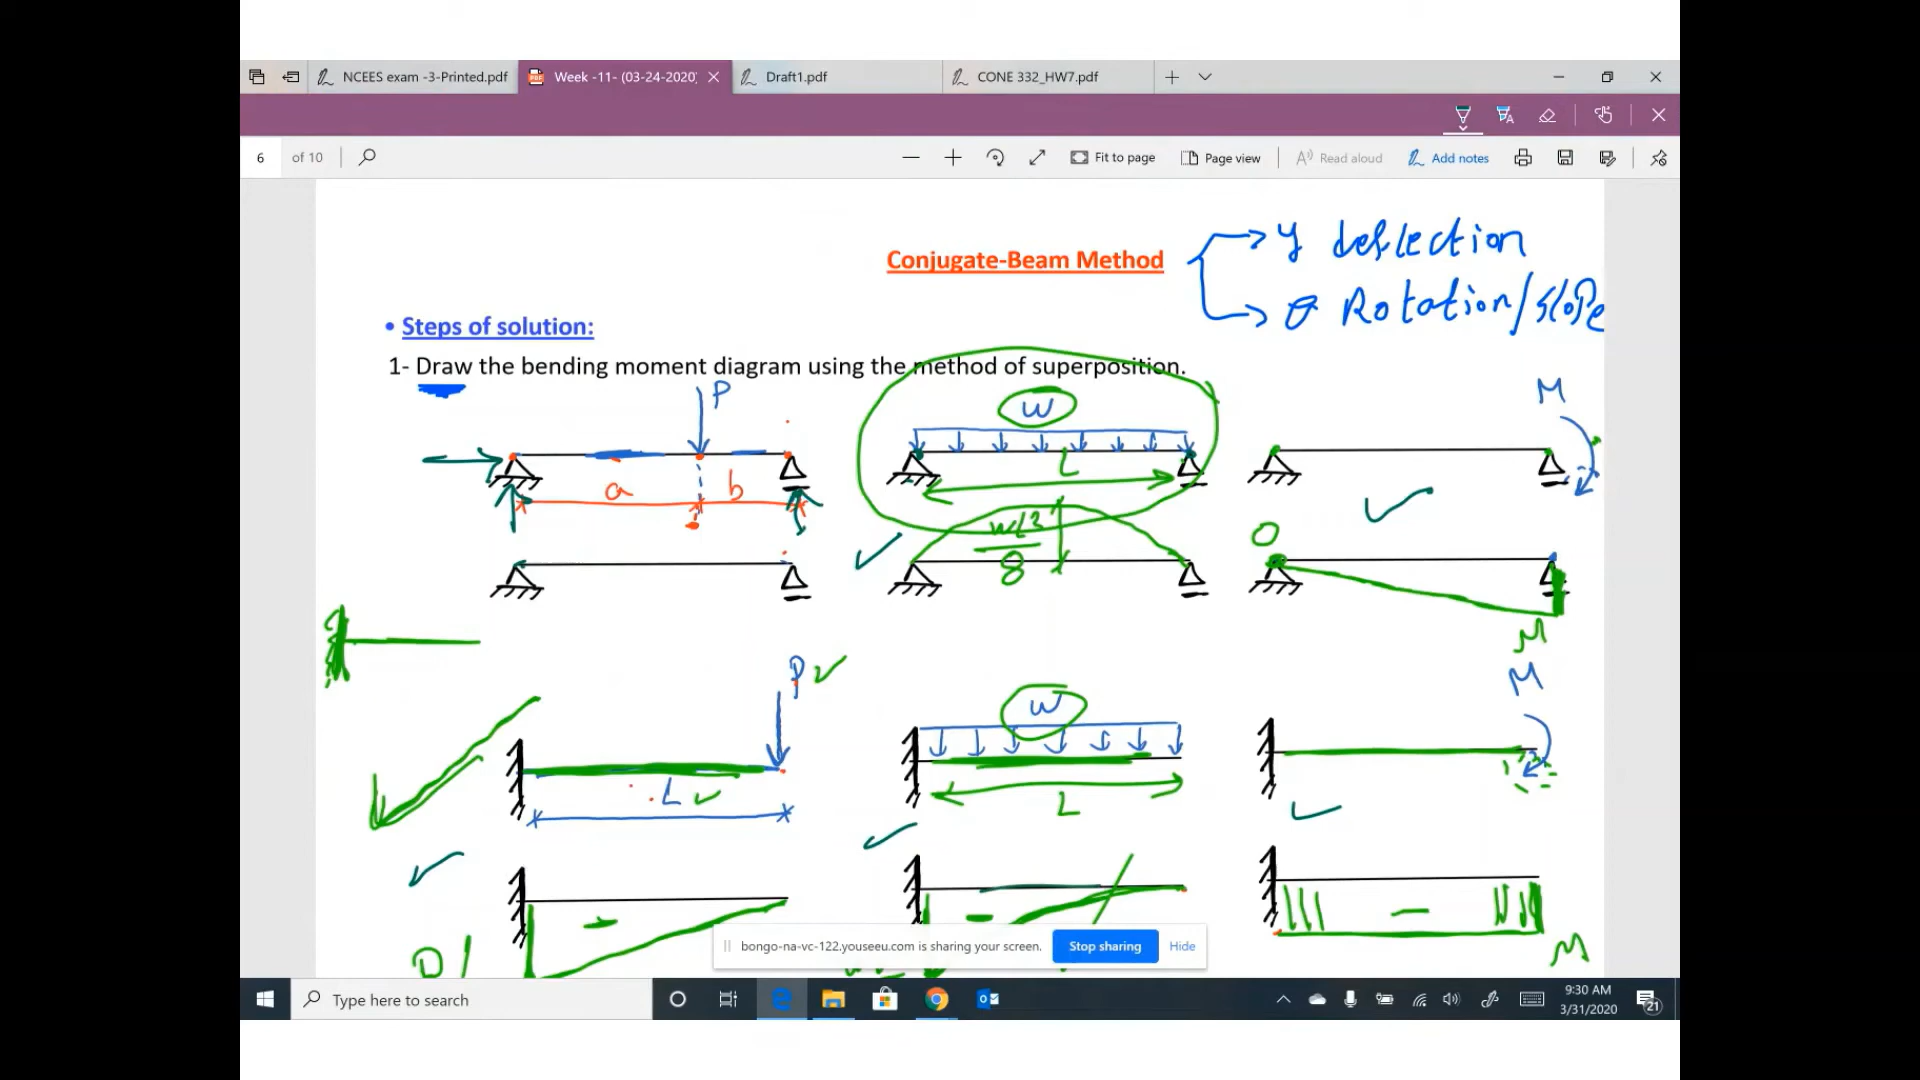 NCEES exam -3-Printed.pdf
Week -11- (03-24-2020)
Draft1.pdf
CONE 332_HW7.pdf
6 of 10
Fit to page
Page view
Read aloud
Add notes
Conjugate-Beam Method
y deflection
θ Rotation/slope
• Steps of solution:
1- Draw the bending moment diagram using the method of superposition.
P
w
M
a
b
L
wl²
8
O
M
P
w
M
L
L
-
-
-
M
bongo-na-vc-122.youseeu.com is sharing your screen.
Stop sharing
Hide
Type here to search
9:30 AM
3/31/2020
21